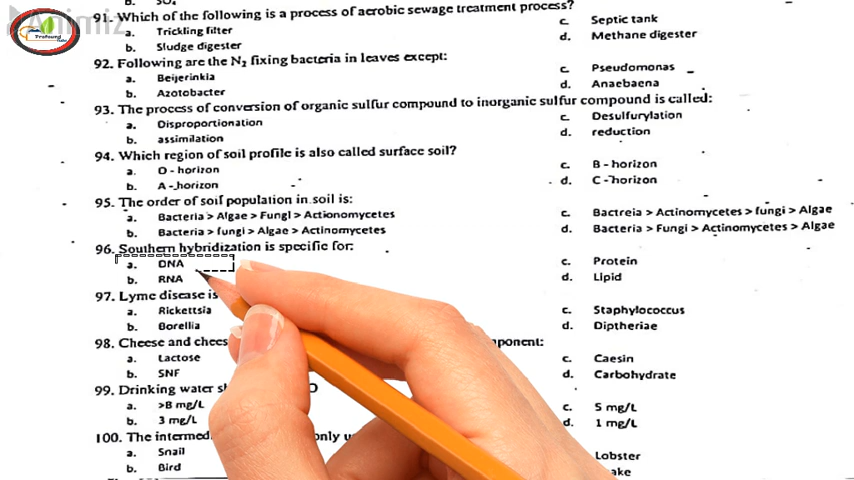 b. SO₄
91. Which of the following is a process of aerobic sewage treatment process?
a. Trickling filter
b. Sludge digester
c. Septic tank
d. Methane digester
92. Following are the N₂ fixing bacteria in leaves except:
a. Beijerinkia
b. Azotobacter
c. Pseudomonas
d. Anaebaena
93. The process of conversion of organic sulfur compound to inorganic sulfur compound is called:
a. Disproportionation
b. assimilation
c. Desulfurylation
d. reduction
94. Which region of soil profile is also called surface soil?
a. O - horizon
b. A - horizon
c. B - horizon
d. C - horizon
95. The order of soil population in soil is:
a. Bacteria > Algae > Fungi > Actionomycetes
b. Bacteria > fungi > Algae > Actinomycetes
c. Bactreia > Actinomycetes > fungi > Algae
d. Bacteria > Fungi > Actinomycetes > Algae
96. Southern hybridization is specific for:
a. DNA
b. RNA
c. Protein
d. Lipid
97. Lyme disease is
a. Rickettsia
b. Borellia
c. Staphylococcus
d. Diptheriae
98. Cheese and chees ponent:
a. Lactose
b. SNF
c. Caesin
d. Carbohydrate
99. Drinking water s O
a. >8 mg/L
b. 3 mg/L
c. 5 mg/L
d. 1 mg/L
100. The intermed only u
a. Snail
b. Bird
Lobster
ake